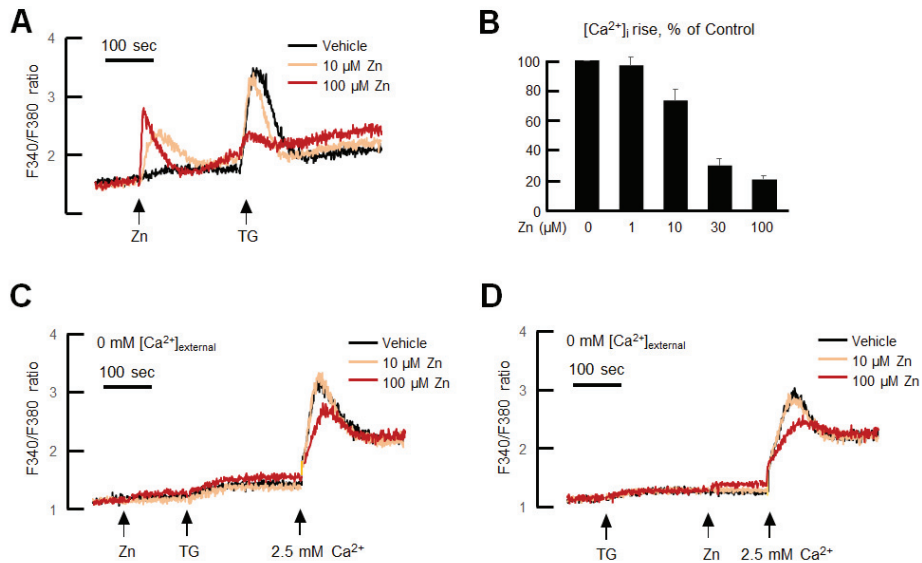 A
100 sec
Vehicle
10 µM Zn
100 µM Zn
F340/F380 ratio
4
3
2
Zn
TG
B
[Ca²⁺]ᵢ rise, % of Control
100
80
60
40
20
0
Zn (µM) 0 1 10 30 100
C
0 mM [Ca²⁺]external
100 sec
Vehicle
10 µM Zn
100 µM Zn
F340/F380 ratio
4
3
2
1
Zn
TG
2.5 mM Ca²⁺
D
0 mM [Ca²⁺]external
100 sec
Vehicle
10 µM Zn
100 µM Zn
F340/F380 ratio
4
3
2
1
TG
Zn
2.5 mM Ca²⁺